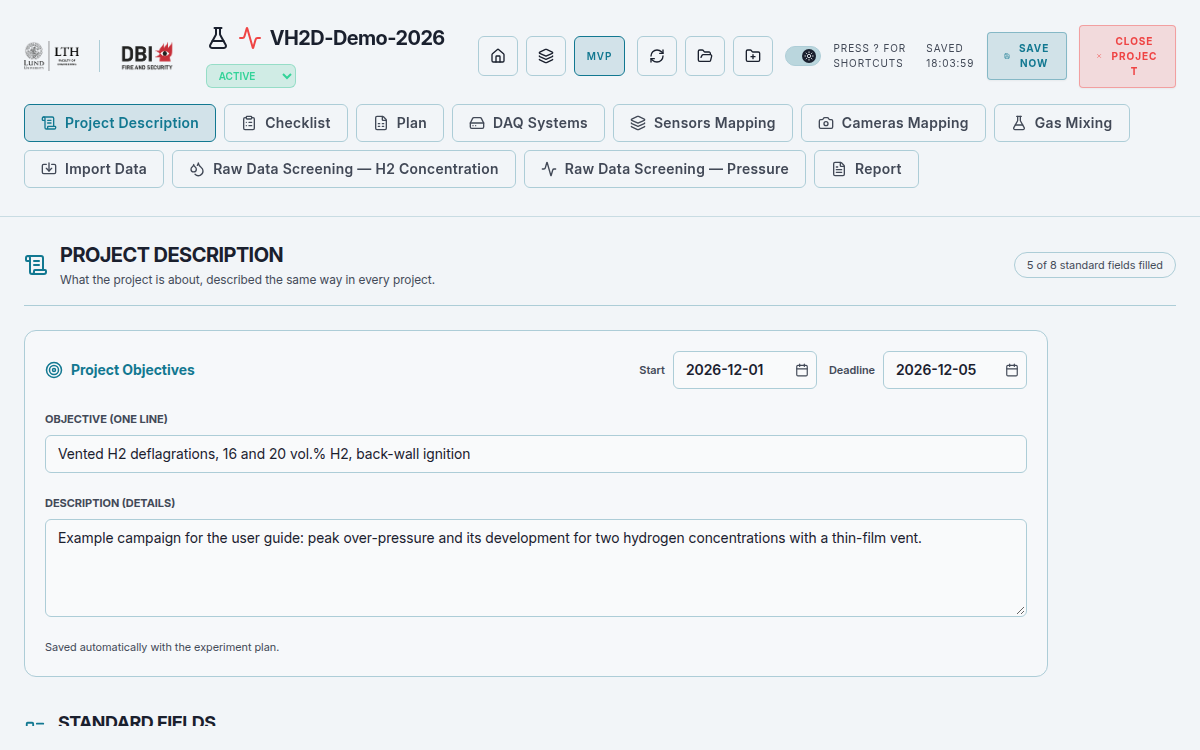 LUND
LTH
DBI
FIRE AND SECURITY
VH2D-Demo-2026
ACTIVE
MVP
PRESS ? FOR
SHORTCUTS
SAVED
18:03:59
SAVE
NOW
CLOSE
PROJEC
T
Project Description
Checklist
Plan
DAQ Systems
Sensors Mapping
Cameras Mapping
Gas Mixing
Import Data
Raw Data Screening — H2 Concentration
Raw Data Screening — Pressure
Report
PROJECT DESCRIPTION
What the project is about, described the same way in every project.
5 of 8 standard fields filled
Project Objectives
Start
2026-12-01
Deadline
2026-12-05
OBJECTIVE (ONE LINE)
Vented H2 deflagrations, 16 and 20 vol.% H2, back-wall ignition
DESCRIPTION (DETAILS)
Example campaign for the user guide: peak over-pressure and its development for two hydrogen concentrations with a thin-film vent.
Saved automatically with the experiment plan.
STANDARD FIELDS